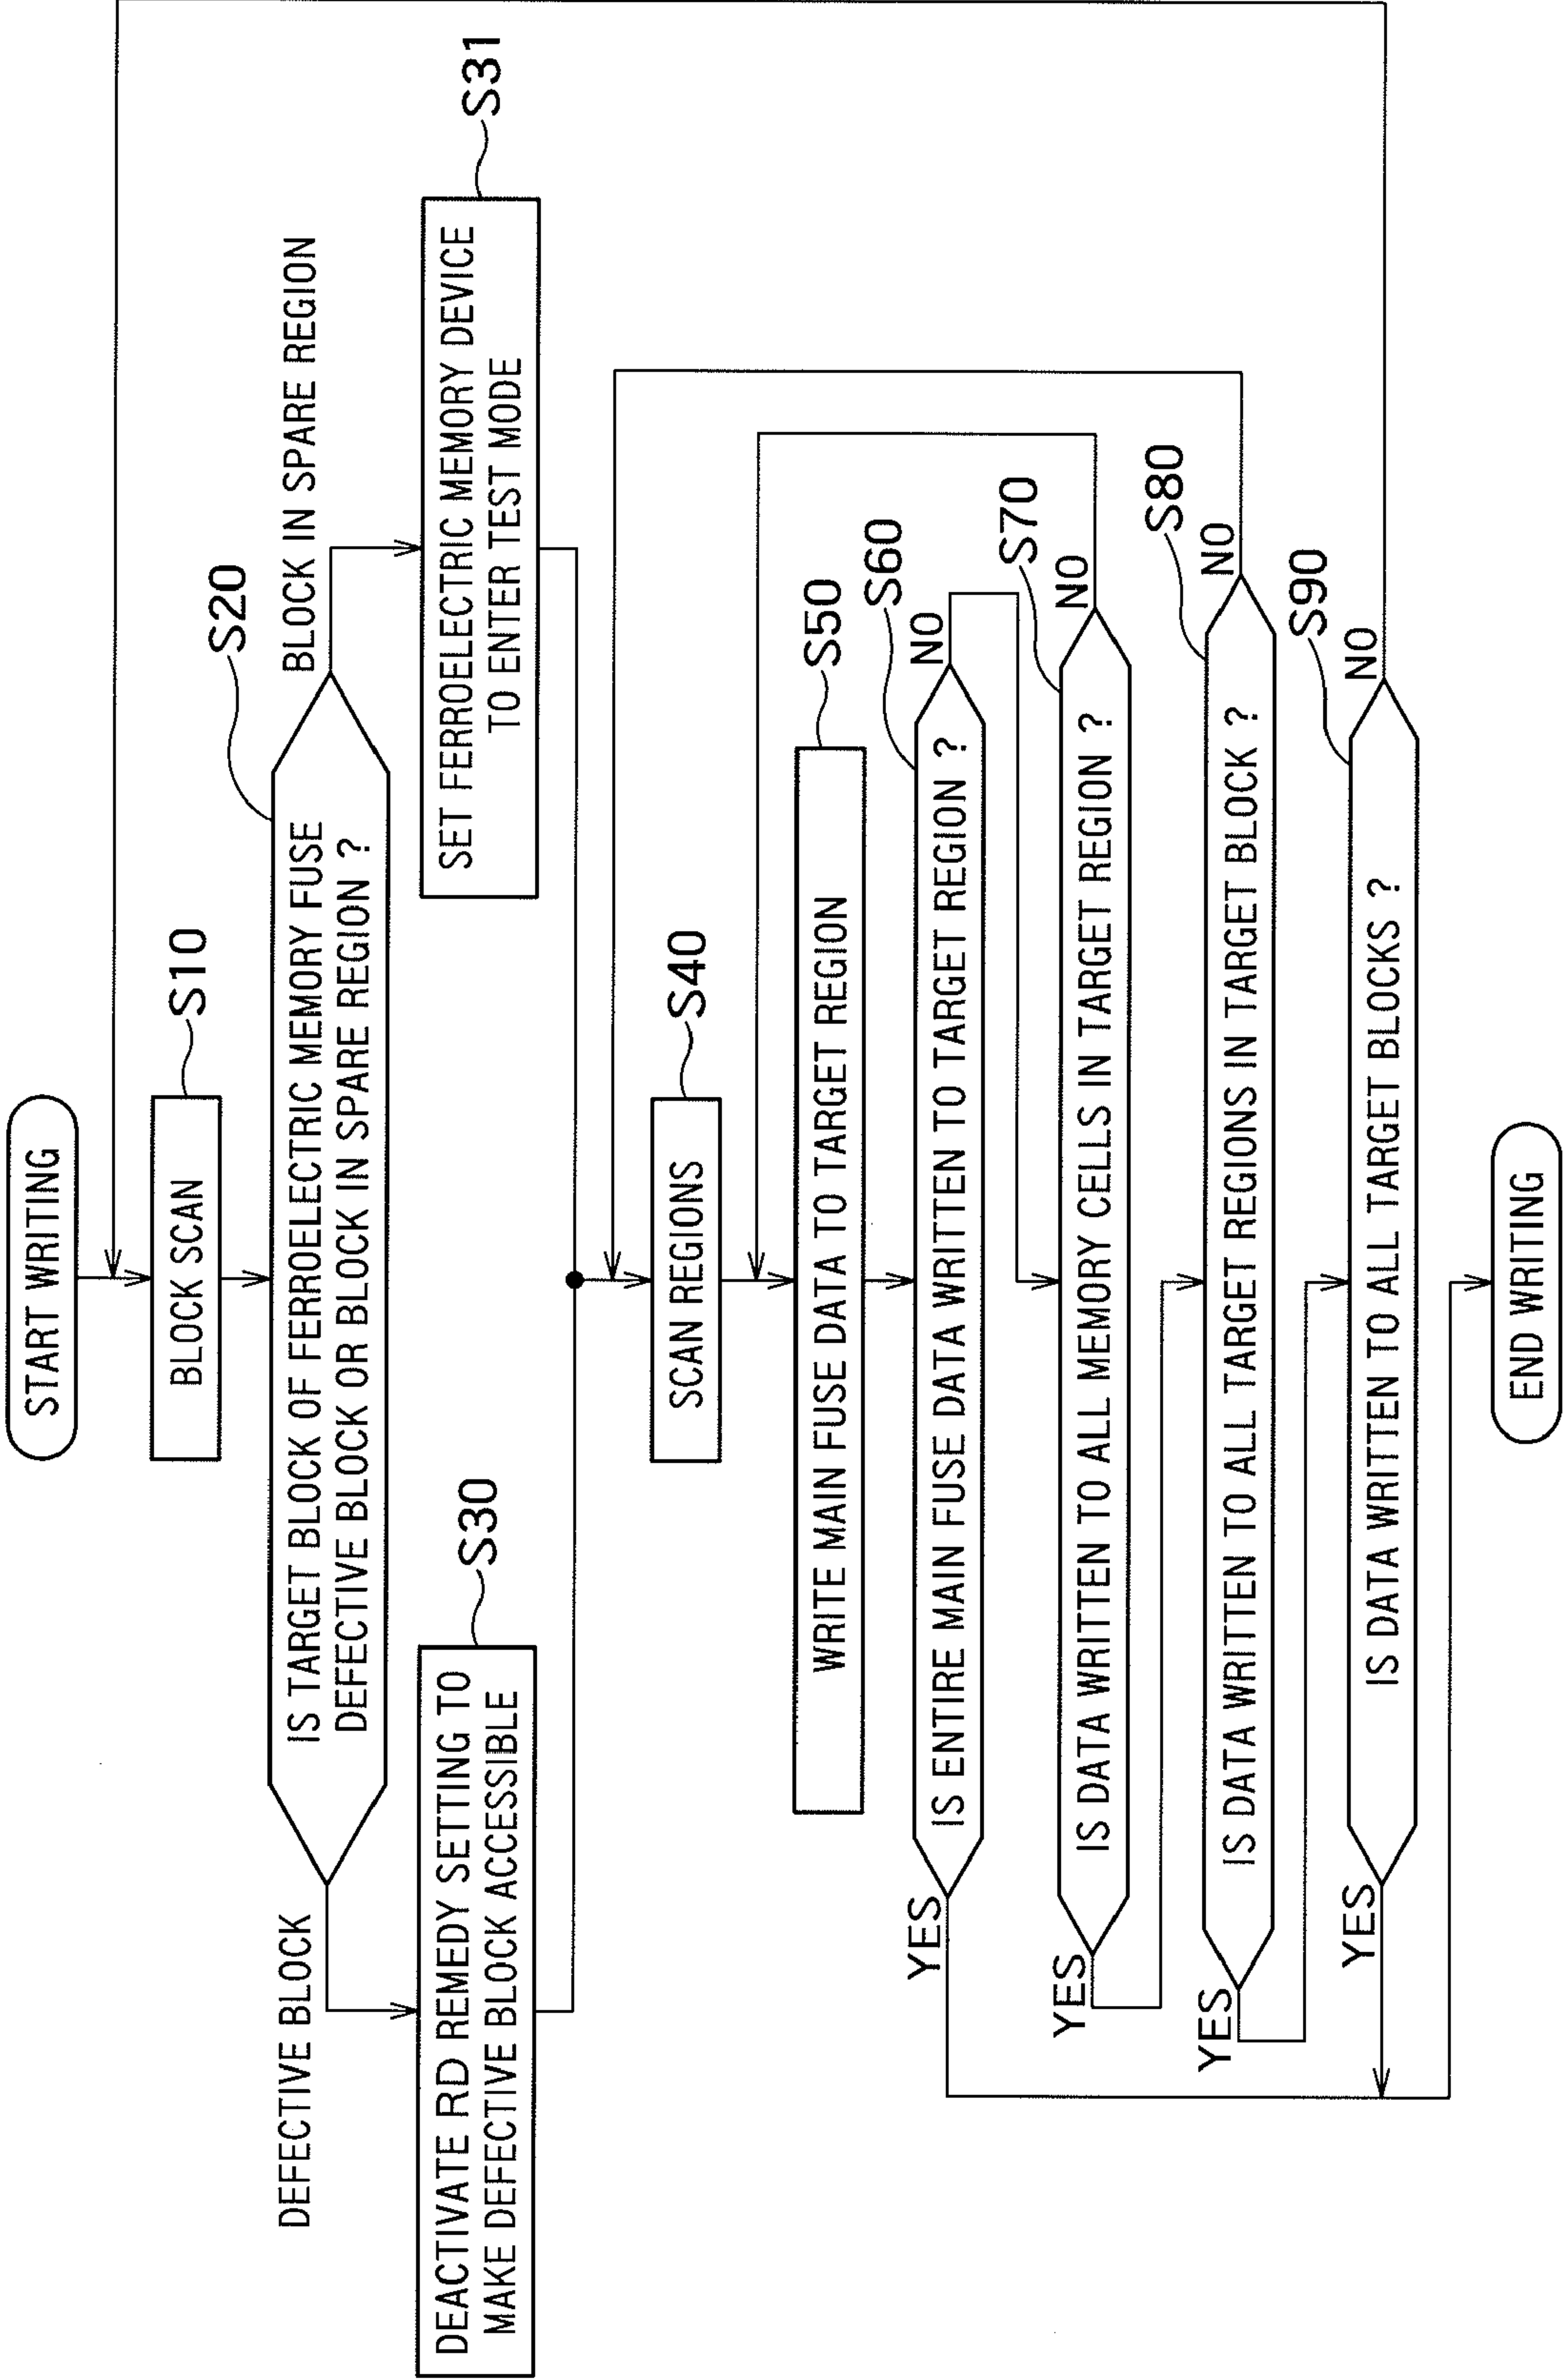 START WRITING
BLOCK SCAN
S10
S20
IS TARGET BLOCK OF FERROELECTRIC MEMORY FUSE
DEFECTIVE BLOCK OR BLOCK IN SPARE REGION ?
DEFECTIVE BLOCK
BLOCK IN SPARE REGION
S30
DEACTIVATE RD REMEDY SETTING TO
MAKE DEFECTIVE BLOCK ACCESSIBLE
S31
SET FERROELECTRIC MEMORY DEVICE
TO ENTER TEST MODE
SCAN REGIONS
S40
WRITE MAIN FUSE DATA TO TARGET REGION
S50
YES
IS ENTIRE MAIN FUSE DATA WRITTEN TO TARGET REGION ?
NO
S60
YES
IS DATA WRITTEN TO ALL MEMORY CELLS IN TARGET REGION ?
NO
S70
YES
IS DATA WRITTEN TO ALL TARGET REGIONS IN TARGET BLOCK ?
NO
S80
YES
IS DATA WRITTEN TO ALL TARGET BLOCKS ?
NO
S90
END WRITING